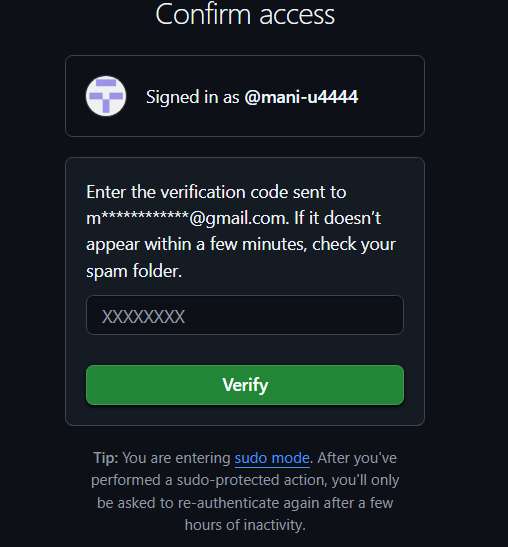 Confirm access
Signed in as @mani-u4444
Enter the verification code sent to
m************@gmail.com. If it doesn’t
appear within a few minutes, check your
spam folder.
XXXXXXXX
Verify
Tip: You are entering sudo mode. After you've
performed a sudo-protected action, you'll only
be asked to re-authenticate again after a few
hours of inactivity.